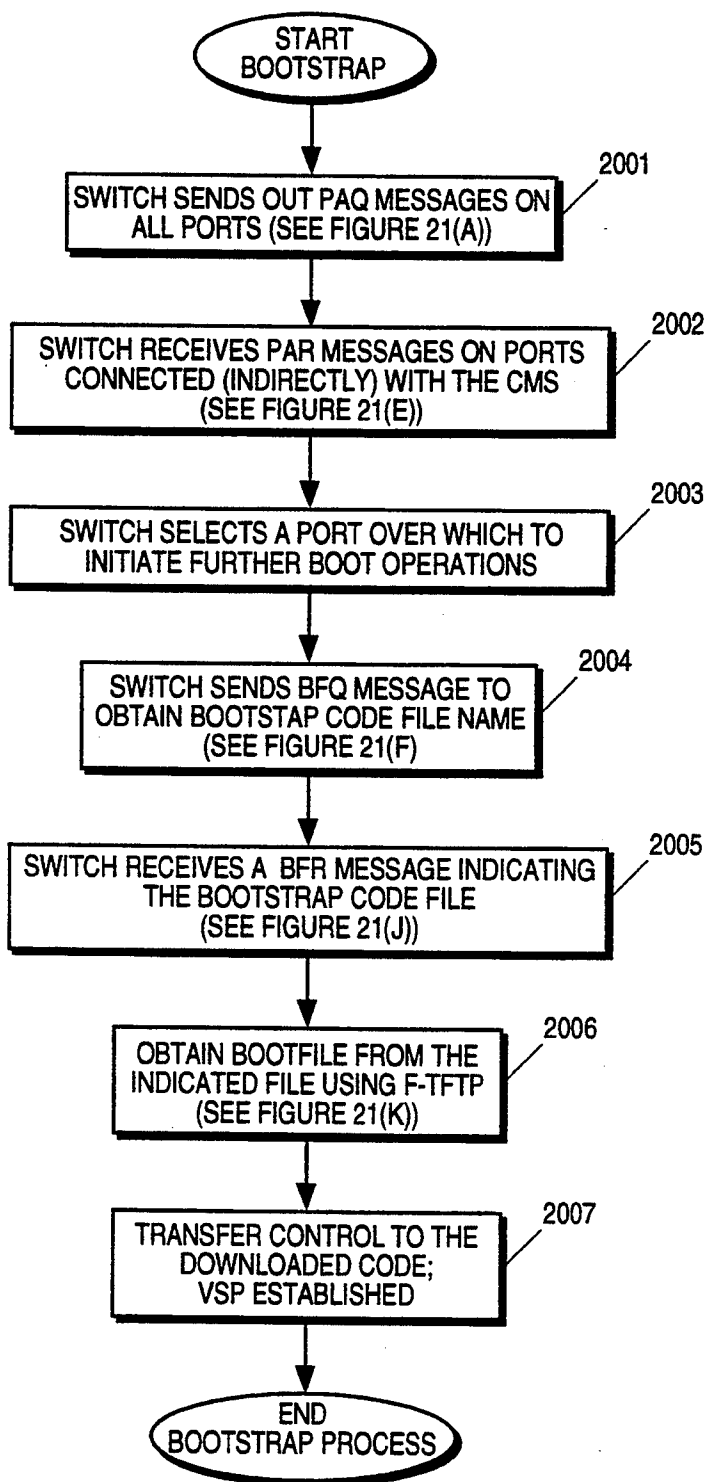 START
BOOTSTRAP
2001
SWITCH SENDS OUT PAQ MESSAGES ON
ALL PORTS (SEE FIGURE 21(A))
2002
SWITCH RECEIVES PAR MESSAGES ON PORTS
CONNECTED (INDIRECTLY) WITH THE CMS
(SEE FIGURE 21(E))
2003
SWITCH SELECTS A PORT OVER WHICH TO
INITIATE FURTHER BOOT OPERATIONS
2004
SWITCH SENDS BFQ MESSAGE TO
OBTAIN BOOTSTAP CODE FILE NAME
(SEE FIGURE 21(F)
2005
SWITCH RECEIVES A BFR MESSAGE INDICATING
THE BOOTSTRAP CODE FILE
(SEE FIGURE 21(J))
2006
OBTAIN BOOTFILE FROM THE
INDICATED FILE USING F-TFTP
(SEE FIGURE 21(K))
2007
TRANSFER CONTROL TO THE
DOWNLOADED CODE;
VSP ESTABLISHED
END
BOOTSTRAP PROCESS